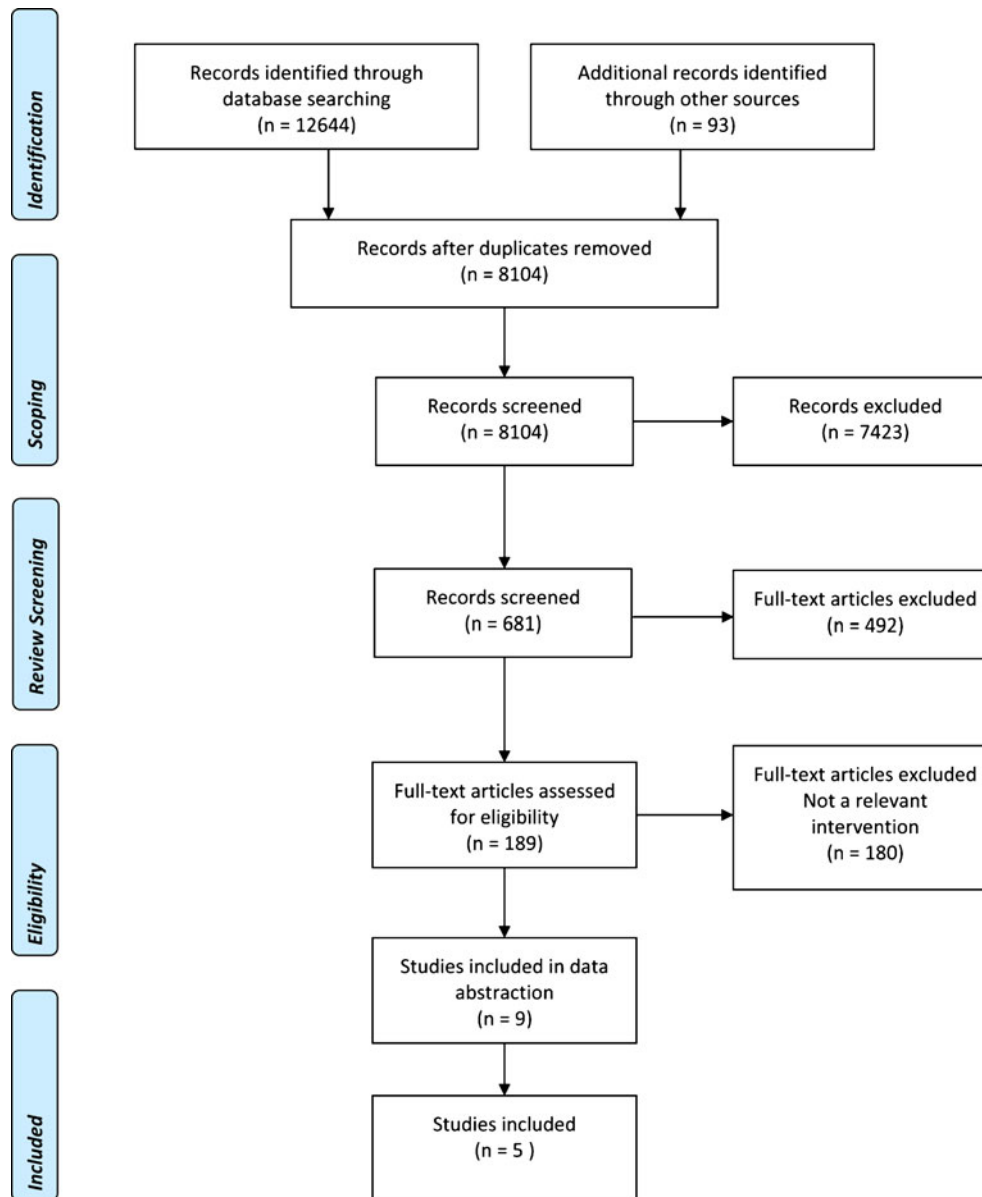 Identification
Records identified through
database searching
(n = 12644)
Additional records identified
through other sources
(n = 93)
Records after duplicates removed
(n = 8104)
Scoping
Records screened
(n = 8104)
Records excluded
(n = 7423)
Review Screening
Records screened
(n = 681)
Full-text articles excluded
(n = 492)
Eligibility
Full-text articles assessed
for eligibility
(n = 189)
Full-text articles excluded
Not a relevant
intervention
(n = 180)
Studies included in data
abstraction
(n = 9)
Included
Studies included
(n = 5 )